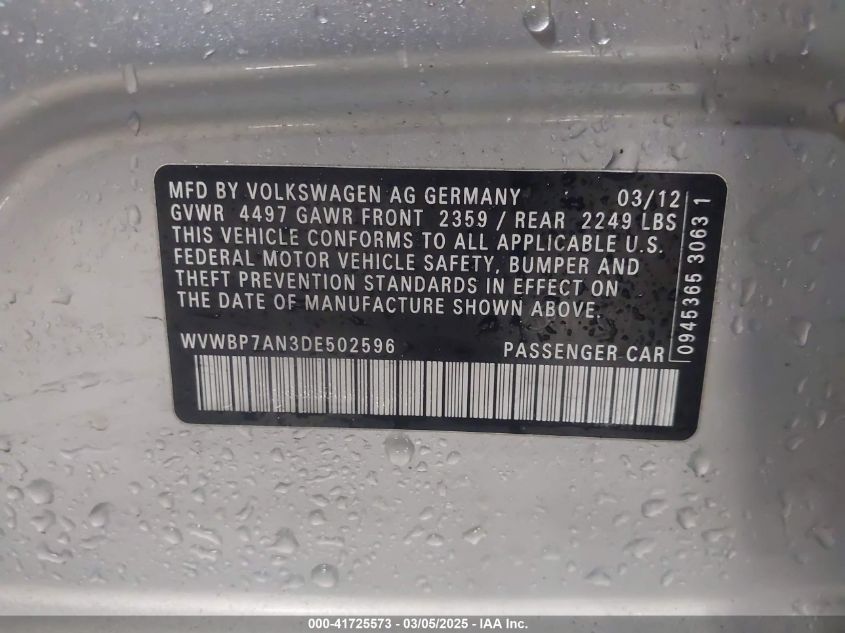 MFD BY VOLKSWAGEN AG GERMANY 03/12
GVWR 4497 GAWR FRONT 2359 / REAR 2249 LBS
THIS VEHICLE CONFORMS TO ALL APPLICABLE U.S.
FEDERAL MOTOR VEHICLE SAFETY, BUMPER AND
THEFT PREVENTION STANDARDS IN EFFECT ON
THE DATE OF MANUFACTURE SHOWN ABOVE.
WVWBP7AN3DE502596 PASSENGER CAR
0945365 3063 1
000-41725573 - 03/05/2025 - IAA Inc.